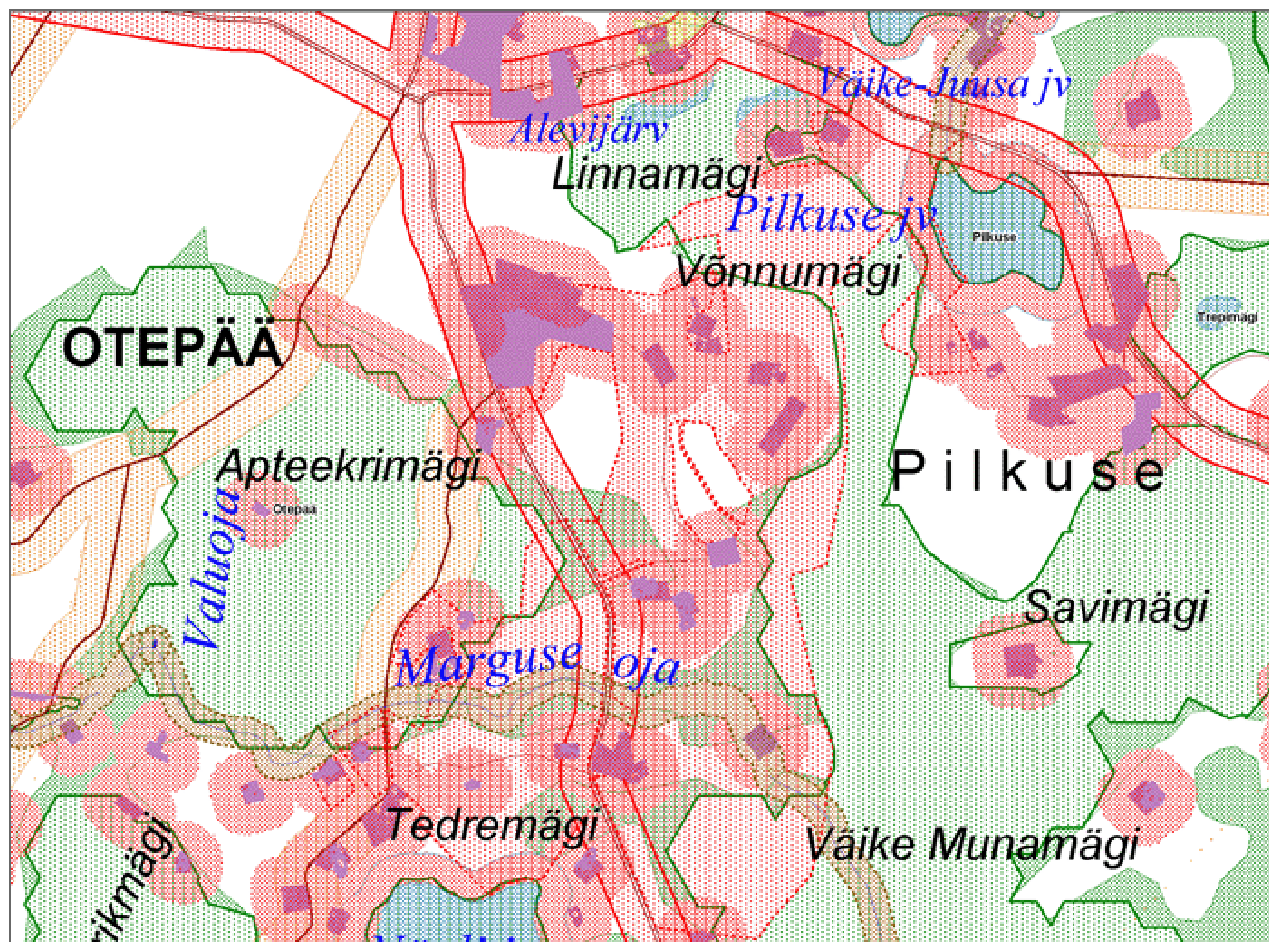 Väike-Juusa jv
Alevijärv
Linnamägi
Pilkuse jv
Pilkuse
Võnnumägi
Trepimägi
OTEPÄÄ
Apteekrimägi
Pilkuse
Otepää
Valuoja
Savimägi
Marguse oja
Tedremägi
Väike Munamägi
rikmägi